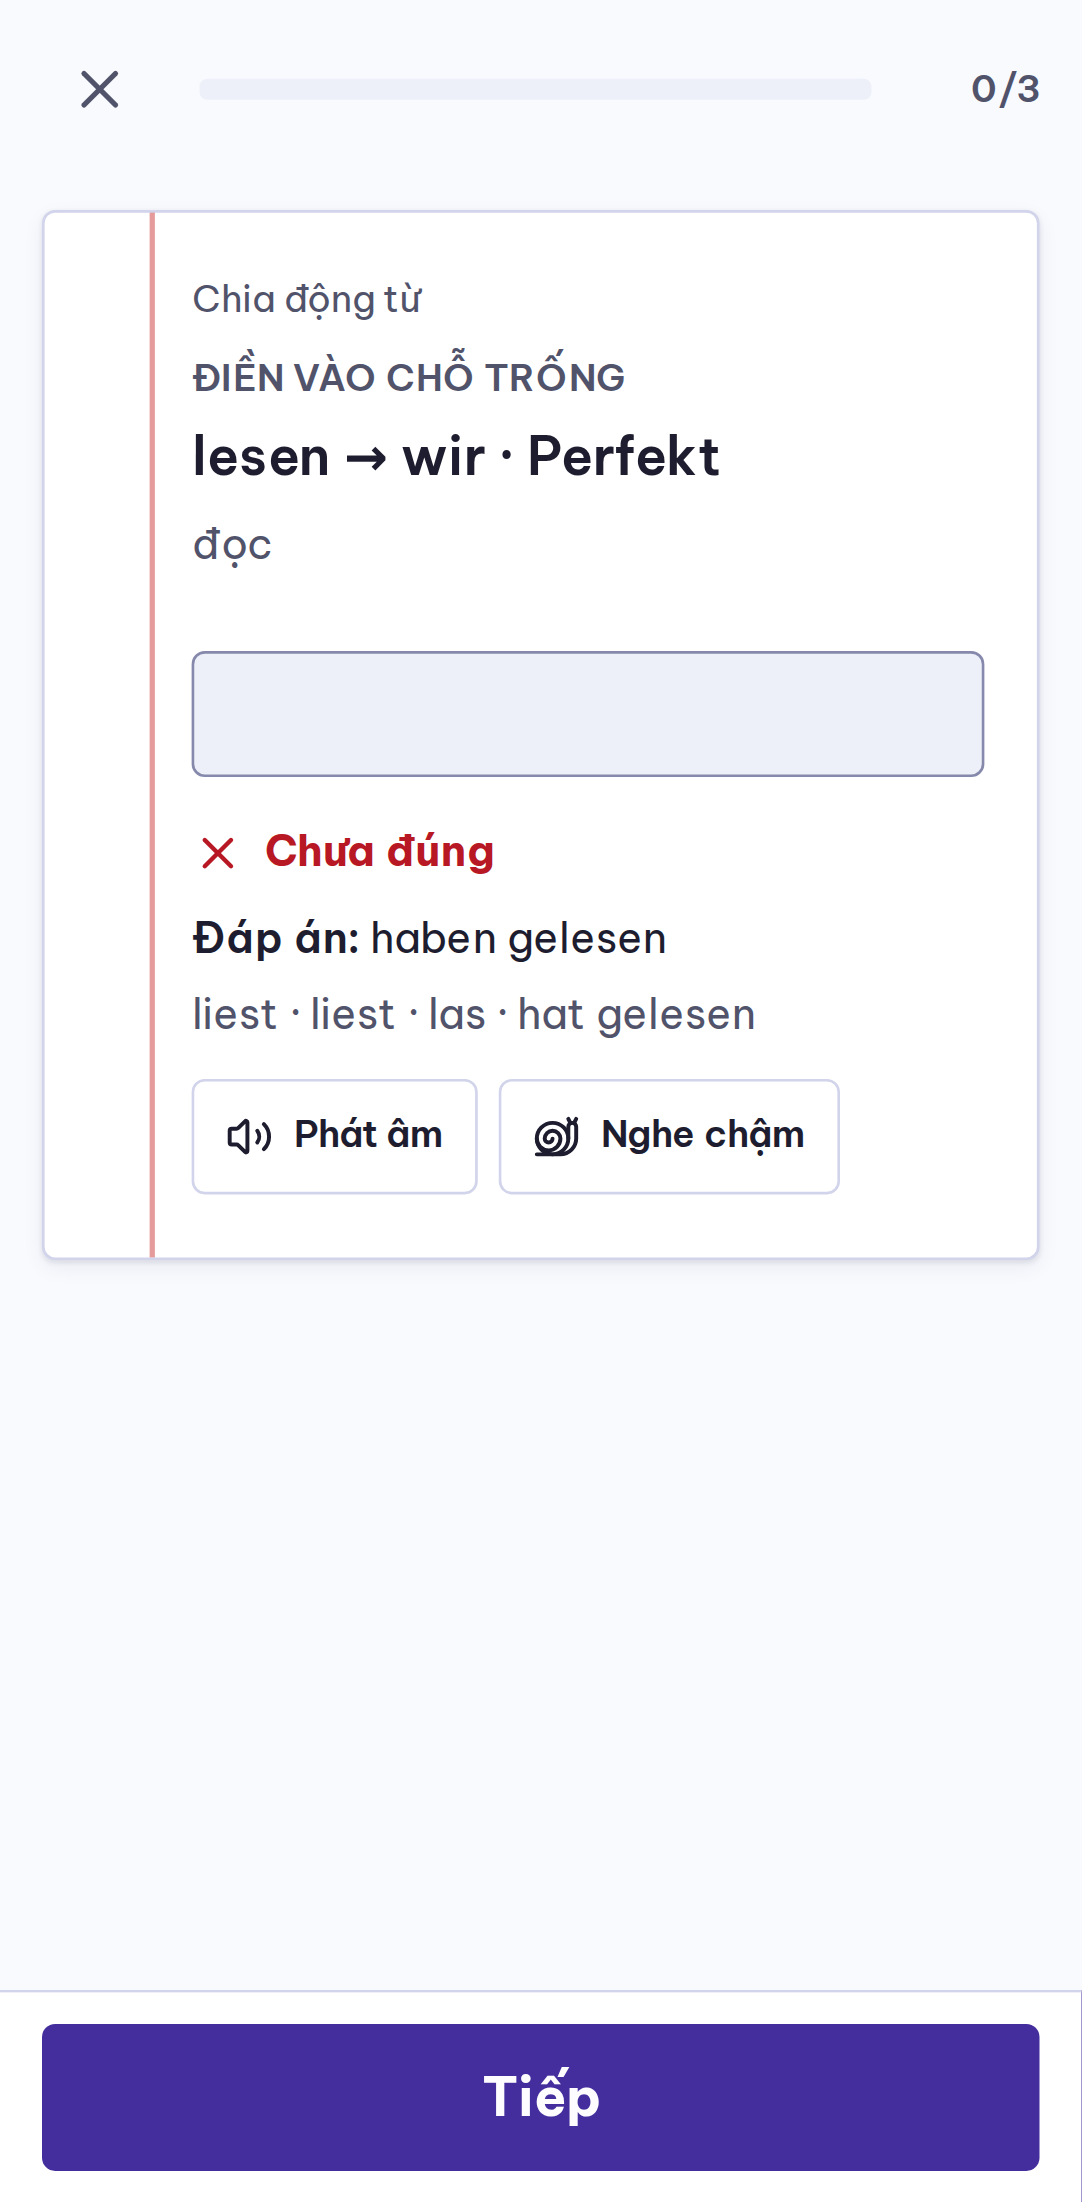 0/3
Chia động từ
ĐIỀN VÀO CHỖ TRỐNG
lesen → wir · Perfekt
đọc
Chưa đúng
Đáp án: haben gelesen
liest · liest · las · hat gelesen
Phát âm Nghe chậm
Tiếp